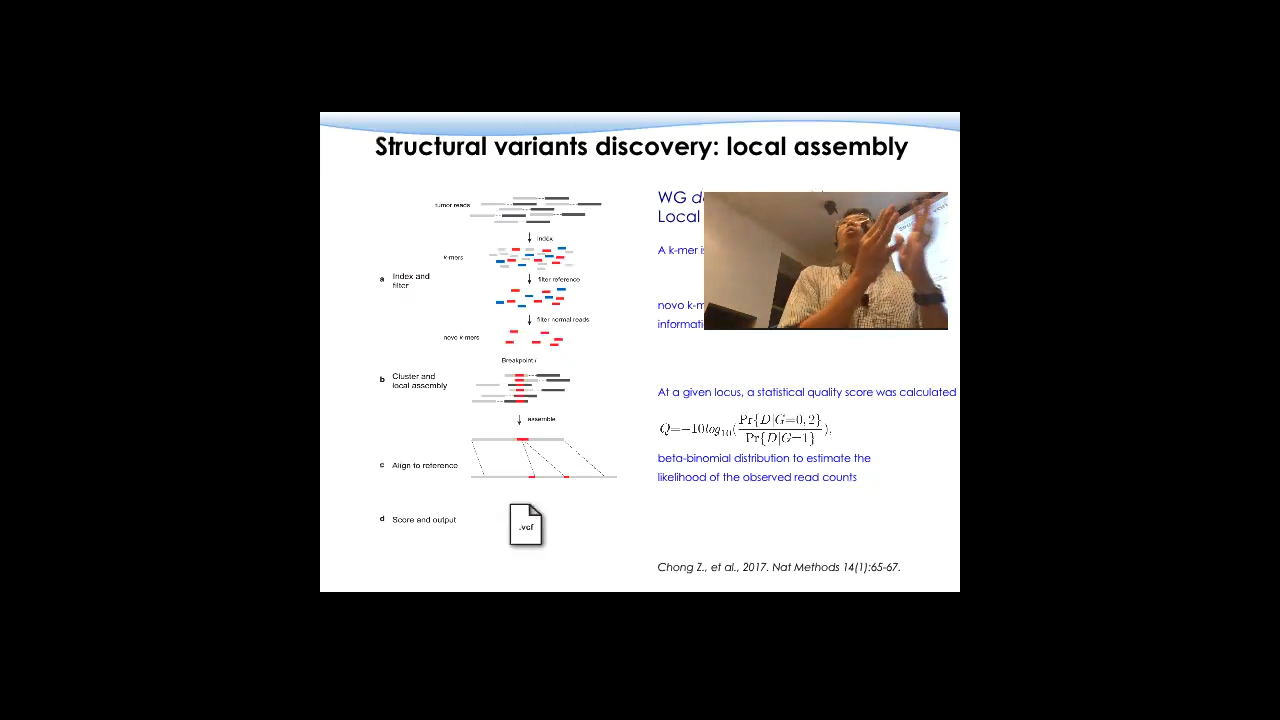 Structural variants discovery: local assembly
tumor reads
index
k-mers
filter reference
a Index and
filter
filter normal reads
novo k-mers
Breakpoint i
b Cluster and
local assembly
assemble
c Align to reference
d Score and output
.vcf
WG
Local
A k-mer
novo
At a given locus, a statistical quality score was calculated
Q=-10log10(Pr{D|G=0,2}/Pr{D|G=1}),
beta-binomial distribution to estimate the
likelihood of the observed read counts
Chong Z., et al., 2017. Nat Methods 14(1):65-67.